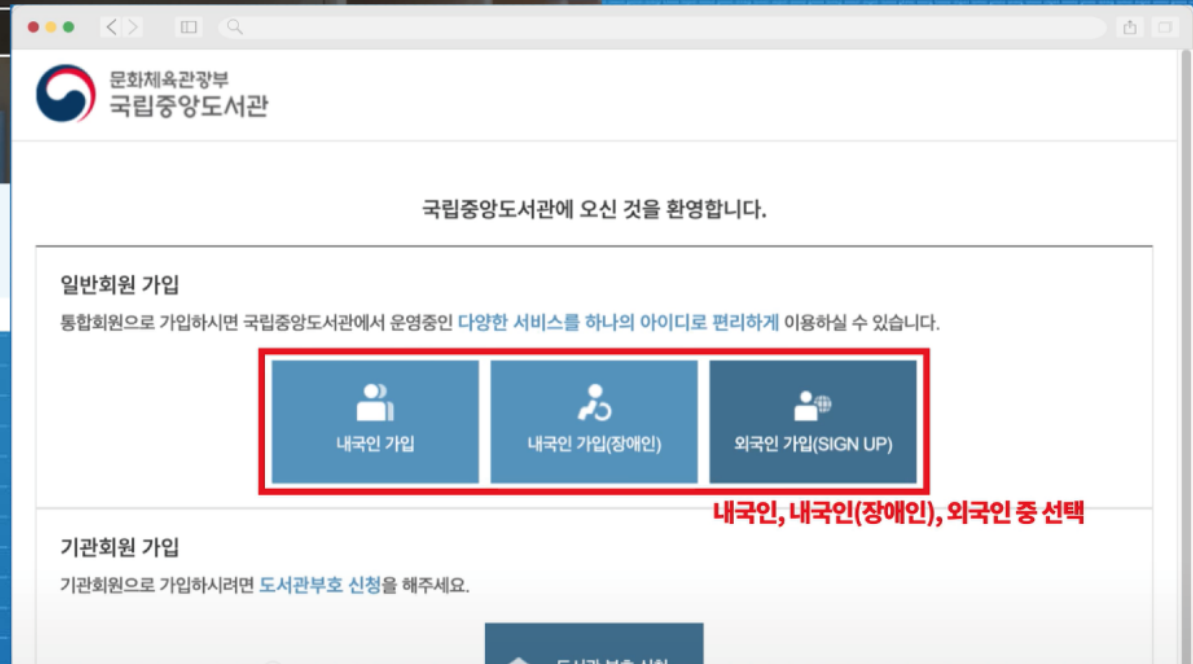 문화체육관광부
국립중앙도서관
국립중앙도서관에 오신 것을 환영합니다.
일반회원 가입
통합회원으로 가입하시면 국립중앙도서관에서 운영중인 다양한 서비스를 하나의 아이디로 편리하게 이용하실 수 있습니다.
내국인 가입
내국인 가입(장애인)
외국인 가입(SIGN UP)
내국인, 내국인(장애인), 외국인 중 선택
기관회원 가입
기관회원으로 가입하시려면 도서관부호 신청을 해주세요.